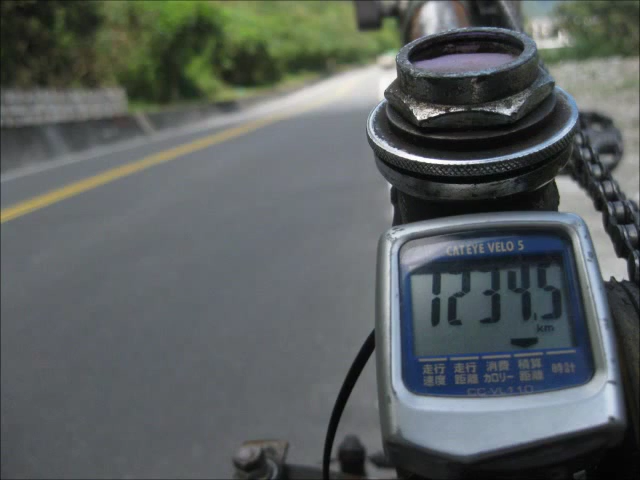 CATEYE VELO 5
1234.5
km
走行 走行 消費 積算 時計
速度 距離 カロリー 距離
CC-VL110